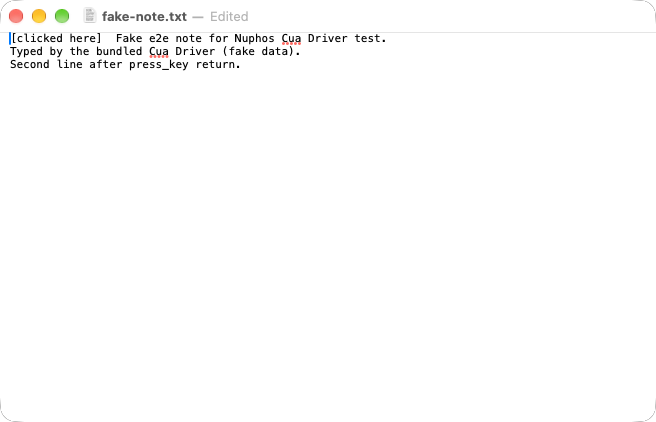 fake-note.txt — Edited
[clicked here]  Fake e2e note for Nuphos Cua Driver test.
Typed by the bundled Cua Driver (fake data).
Second line after press_key return.